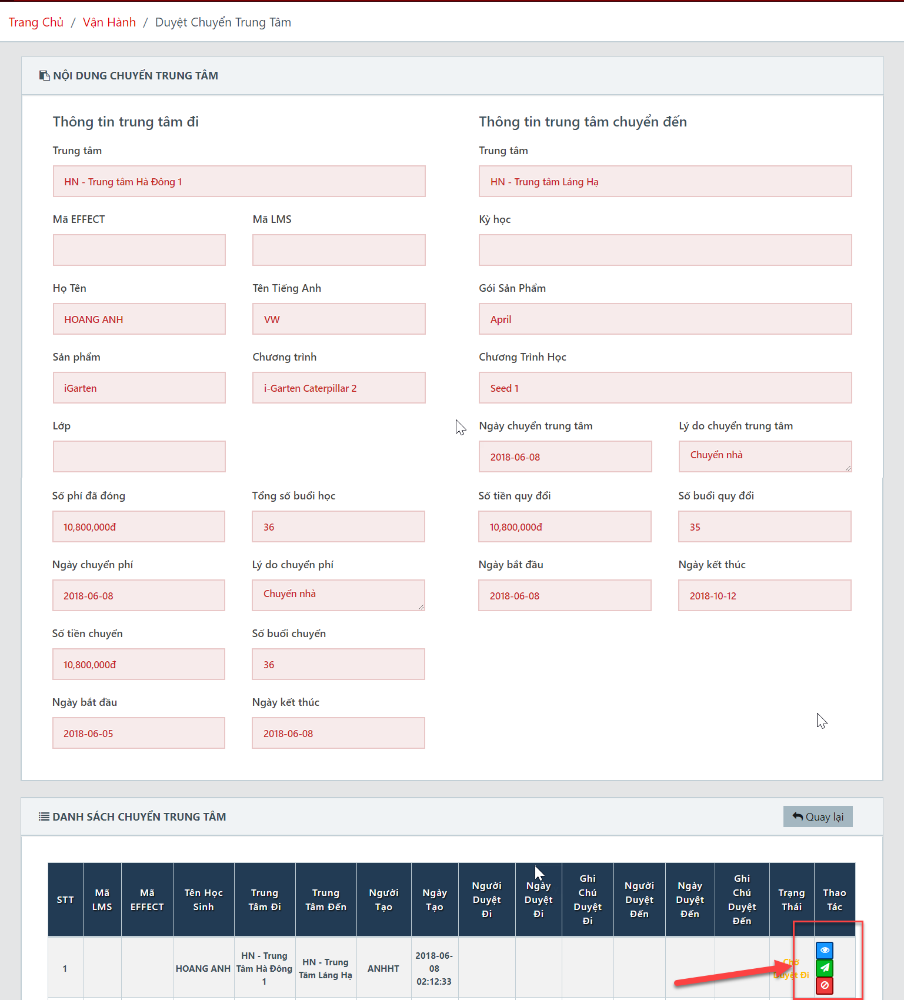 Trang Chủ / Vận Hành / Duyệt Chuyển Trung Tâm
NỘI DUNG CHUYỂN TRUNG TÂM
Thông tin trung tâm đi
Trung tâm
HN - Trung tâm Hà Đông 1
Mã EFFECT
Mã LMS
Họ Tên
Tên Tiếng Anh
HOANG ANH
VW
Sản phẩm
Chương trình
iGarten
i-Garten Caterpillar 2
Lớp
Số phí đã đóng
Tổng số buổi học
10,800,000đ
36
Ngày chuyển phí
Lý do chuyển phí
2018-06-08
Chuyển nhà
Số tiền chuyển
Số buổi chuyển
10,800,000đ
36
Ngày bắt đầu
Ngày kết thúc
2018-06-05
2018-06-08
Thông tin trung tâm chuyển đến
Trung tâm
HN - Trung tâm Láng Hạ
Kỳ học
Gói Sản Phẩm
April
Chương Trình Học
Seed 1
Ngày chuyển trung tâm
Lý do chuyển trung tâm
2018-06-08
Chuyển nhà
Số tiền quy đổi
Số buổi quy đổi
10,800,000đ
35
Ngày bắt đầu
Ngày kết thúc
2018-06-08
2018-10-12
DANH SÁCH CHUYỂN TRUNG TÂM
Quay lại
STT
Mã
LMS
Mã
EFFECT
Tên Học
Sinh
Trung
Tâm Đi
Trung
Tâm Đến
Người
Tạo
Ngày
Tạo
Người
Duyệt
Đi
Ngày
Duyệt
Đi
Ghi
Chú
Duyệt
Đi
Người
Duyệt
Đến
Ngày
Duyệt
Đến
Ghi
Chú
Duyệt
Đến
Trạng
Thái
Thao
Tác
1
HOANG ANH
HN - Trung
Tâm Hà Đông
1
HN - Trung
Tâm Láng Hạ
ANHHT
2018-06-
08
02:12:33
Chờ
Duyệt Đi